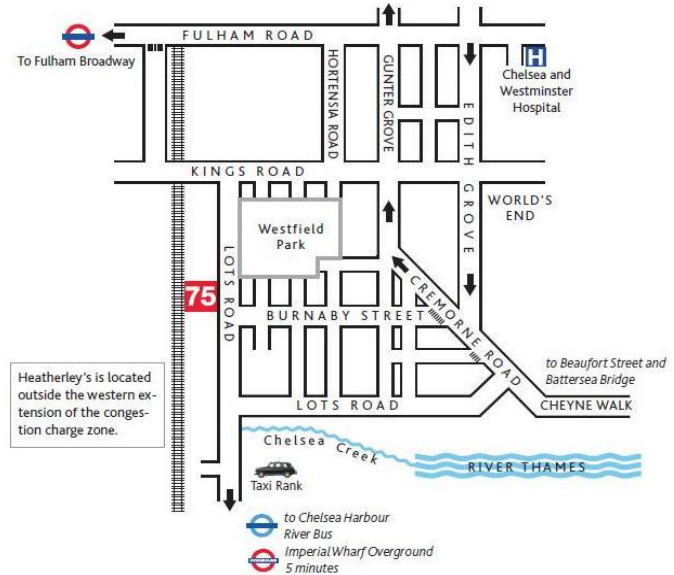 FULHAM ROAD
To Fulham Broadway
HORTENSIA ROAD
GUNTER GROVE
EDITH GROVE
H
Chelsea and
Westminster
Hospital
KINGS ROAD
WORLD'S
END
Westfield
Park
LOTS ROAD
75
CREMORNE ROAD
BURNABY STREET
to Beaufort Street and
Battersea Bridge
Heatherley's is located
outside the western ex-
tension of the conges-
tion charge zone.
LOTS ROAD
CHEYNE WALK
Chelsea Creek
RIVER THAMES
Taxi Rank
to Chelsea Harbour
River Bus
Imperial Wharf Overground
5 minutes